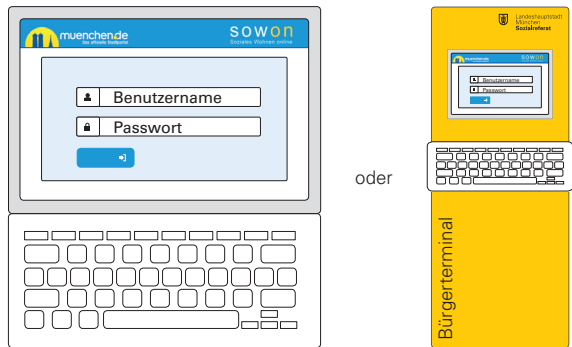 muenchen.de
Das offizielle Stadtportal
sowon
Soziales Wohnen online
Benutzername
Passwort
oder
Landeshauptstadt
München
Sozialreferat
muenchen.de
sowon
Benutzername
Passwort
Bürgerterminal